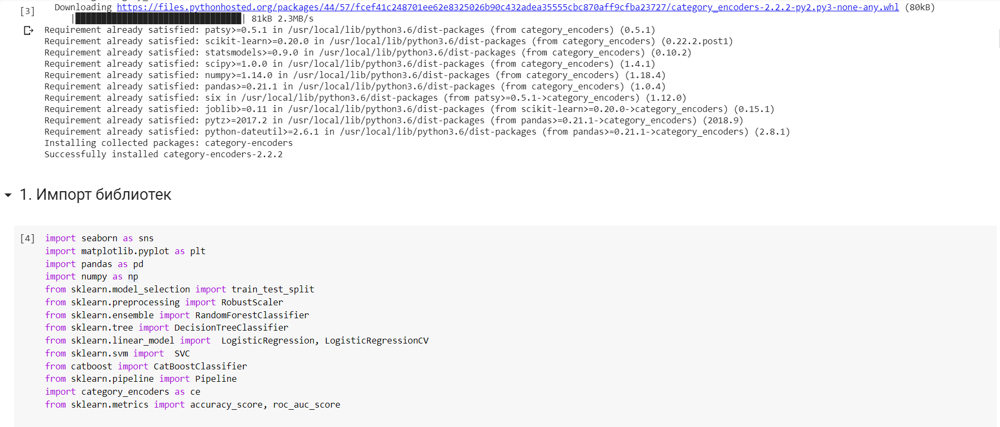 [3]
Downloading https://files.pythonhosted.org/packages/44/57/fcef41c248701ee62e8325026b90c432adea35555cbc870aff9cfba23727/category_encoders-2.2.2-py2.py3-none-any.whl (80kB)
|████████████████████████████████| 81kB 2.3MB/s
Requirement already satisfied: patsy>=0.5.1 in /usr/local/lib/python3.6/dist-packages (from category_encoders) (0.5.1)
Requirement already satisfied: scikit-learn>=0.20.0 in /usr/local/lib/python3.6/dist-packages (from category_encoders) (0.22.2.post1)
Requirement already satisfied: statsmodels>=0.9.0 in /usr/local/lib/python3.6/dist-packages (from category_encoders) (0.10.2)
Requirement already satisfied: scipy>=1.0.0 in /usr/local/lib/python3.6/dist-packages (from category_encoders) (1.4.1)
Requirement already satisfied: numpy>=1.14.0 in /usr/local/lib/python3.6/dist-packages (from category_encoders) (1.18.4)
Requirement already satisfied: pandas>=0.21.1 in /usr/local/lib/python3.6/dist-packages (from category_encoders) (1.0.4)
Requirement already satisfied: six in /usr/local/lib/python3.6/dist-packages (from patsy>=0.5.1->category_encoders) (1.12.0)
Requirement already satisfied: joblib>=0.11 in /usr/local/lib/python3.6/dist-packages (from scikit-learn>=0.20.0->category_encoders) (0.15.1)
Requirement already satisfied: pytz>=2017.2 in /usr/local/lib/python3.6/dist-packages (from pandas>=0.21.1->category_encoders) (2018.9)
Requirement already satisfied: python-dateutil>=2.6.1 in /usr/local/lib/python3.6/dist-packages (from pandas>=0.21.1->category_encoders) (2.8.1)
Installing collected packages: category-encoders
Successfully installed category-encoders-2.2.2
1. Импорт библиотек
[4]
import seaborn as sns
import matplotlib.pyplot as plt
import pandas as pd
import numpy as np
from sklearn.model_selection import train_test_split
from sklearn.preprocessing import RobustScaler
from sklearn.ensemble import RandomForestClassifier
from sklearn.tree import DecisionTreeClassifier
from sklearn.linear_model import  LogisticRegression, LogisticRegressionCV
from sklearn.svm import  SVC
from catboost import CatBoostClassifier
from sklearn.pipeline import Pipeline
import category_encoders as ce
from sklearn.metrics import accuracy_score, roc_auc_score